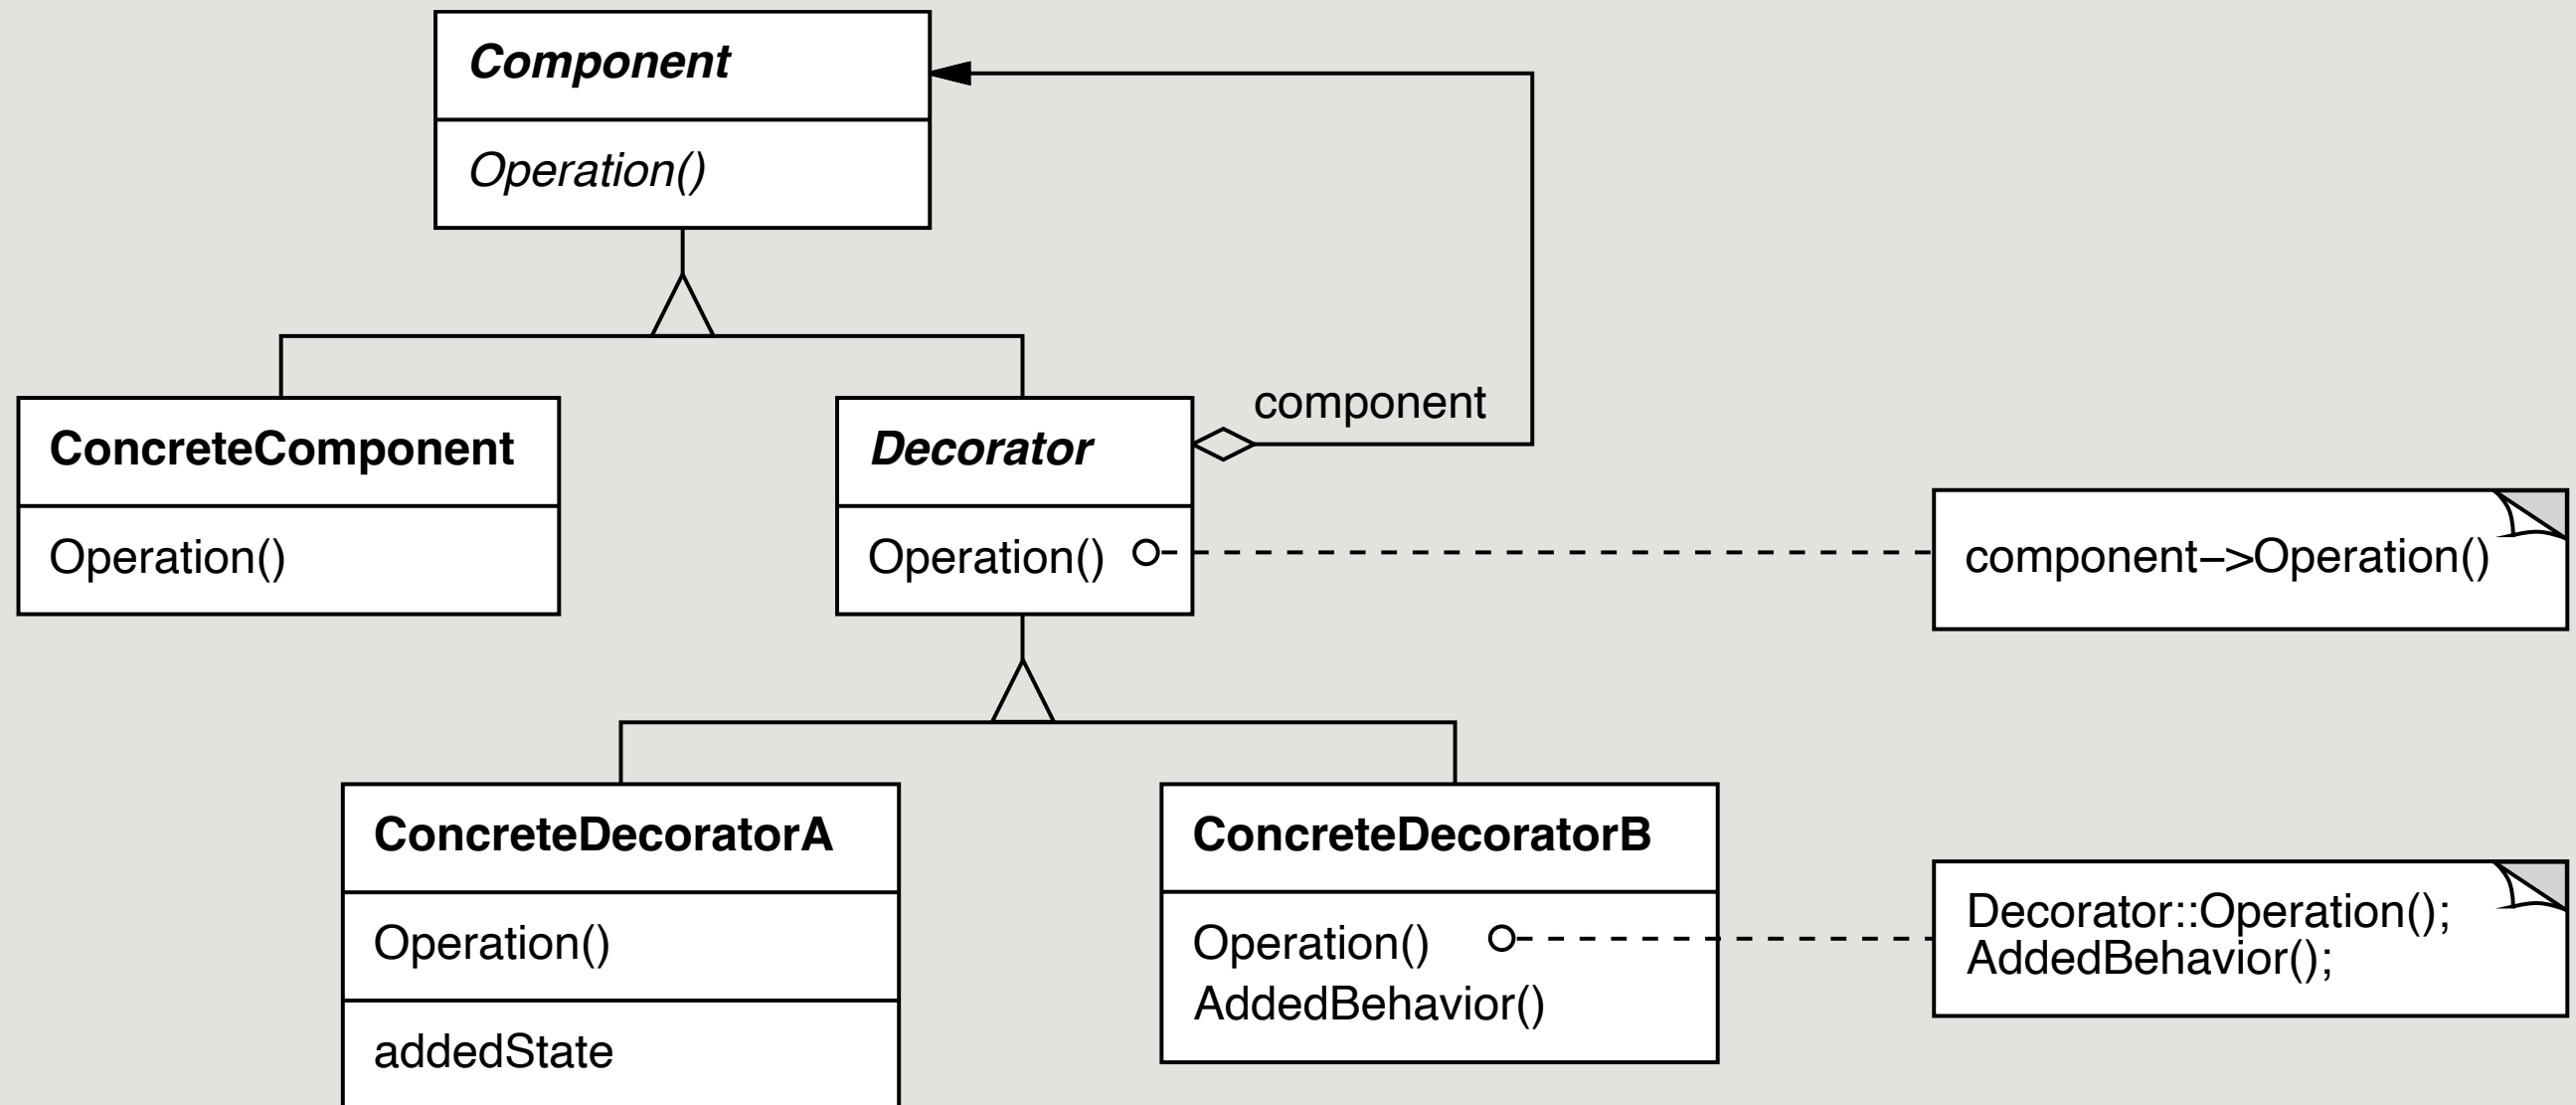 Component
Operation()
component
ConcreteComponent
Operation()
Decorator
Operation()
component–>Operation()
ConcreteDecoratorA
Operation()
addedState
ConcreteDecoratorB
Operation()
AddedBehavior()
Decorator::Operation();
AddedBehavior();